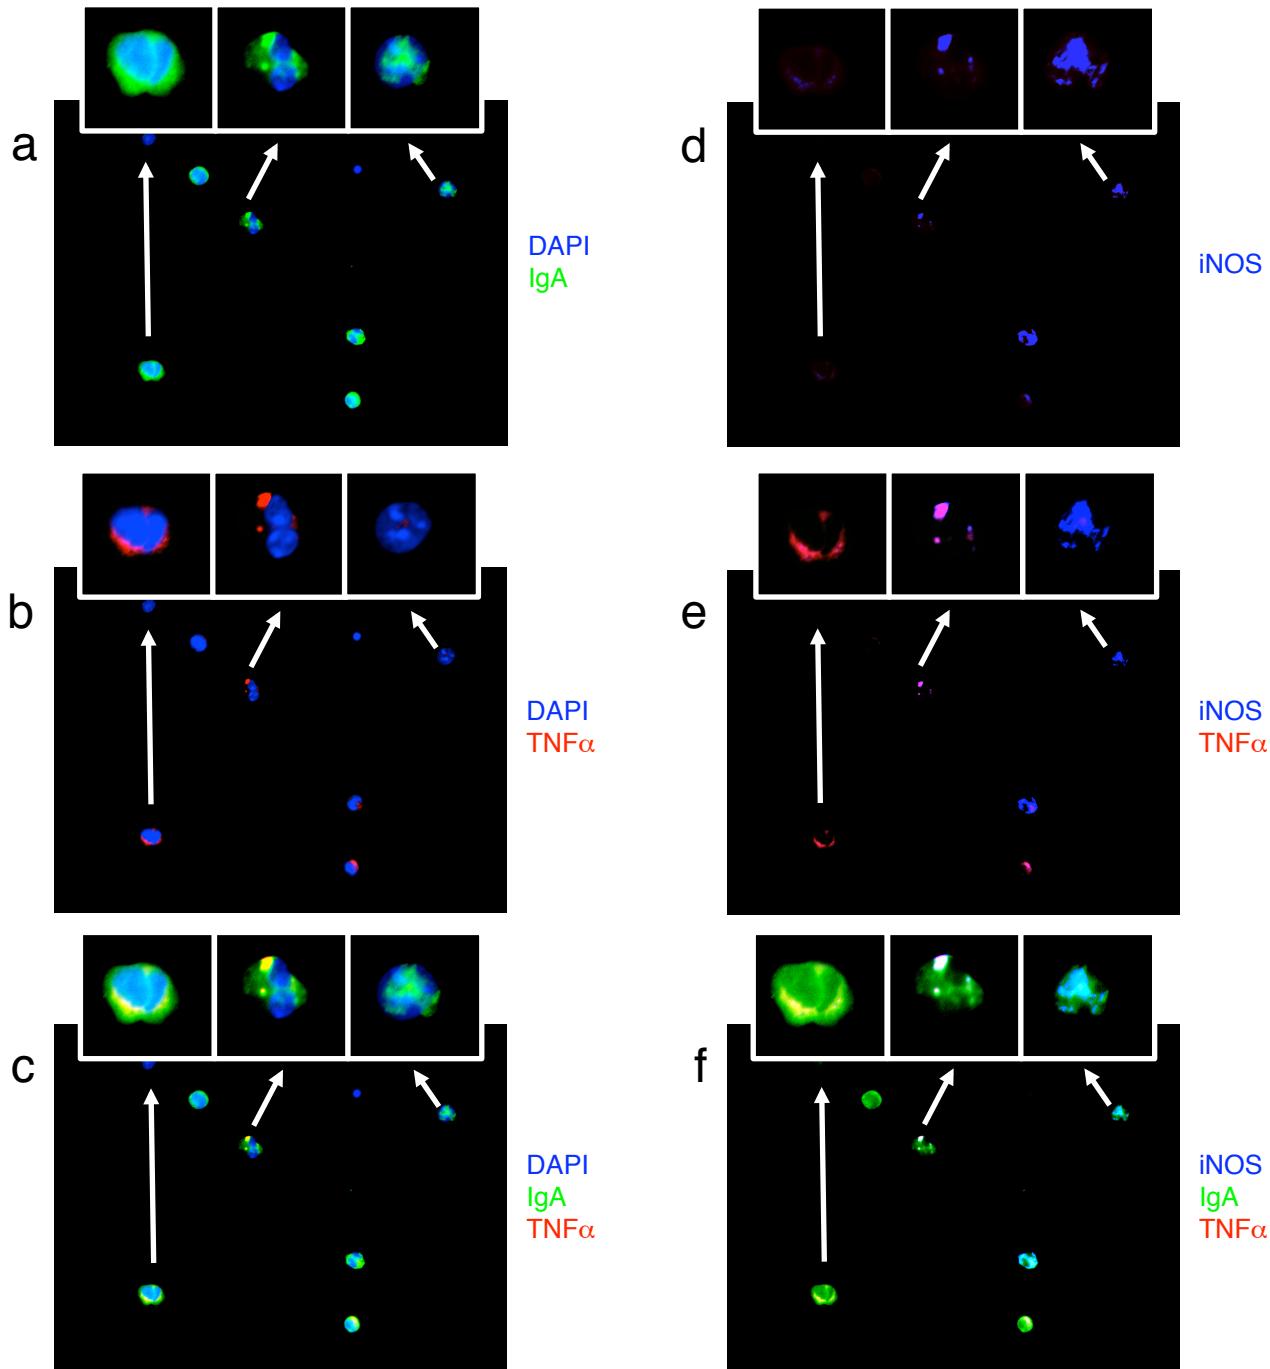 a
DAPI
IgA
b
DAPI
TNFα
c
DAPI
IgA
TNFα
d
iNOS
e
iNOS
TNFα
f
iNOS
IgA
TNFα